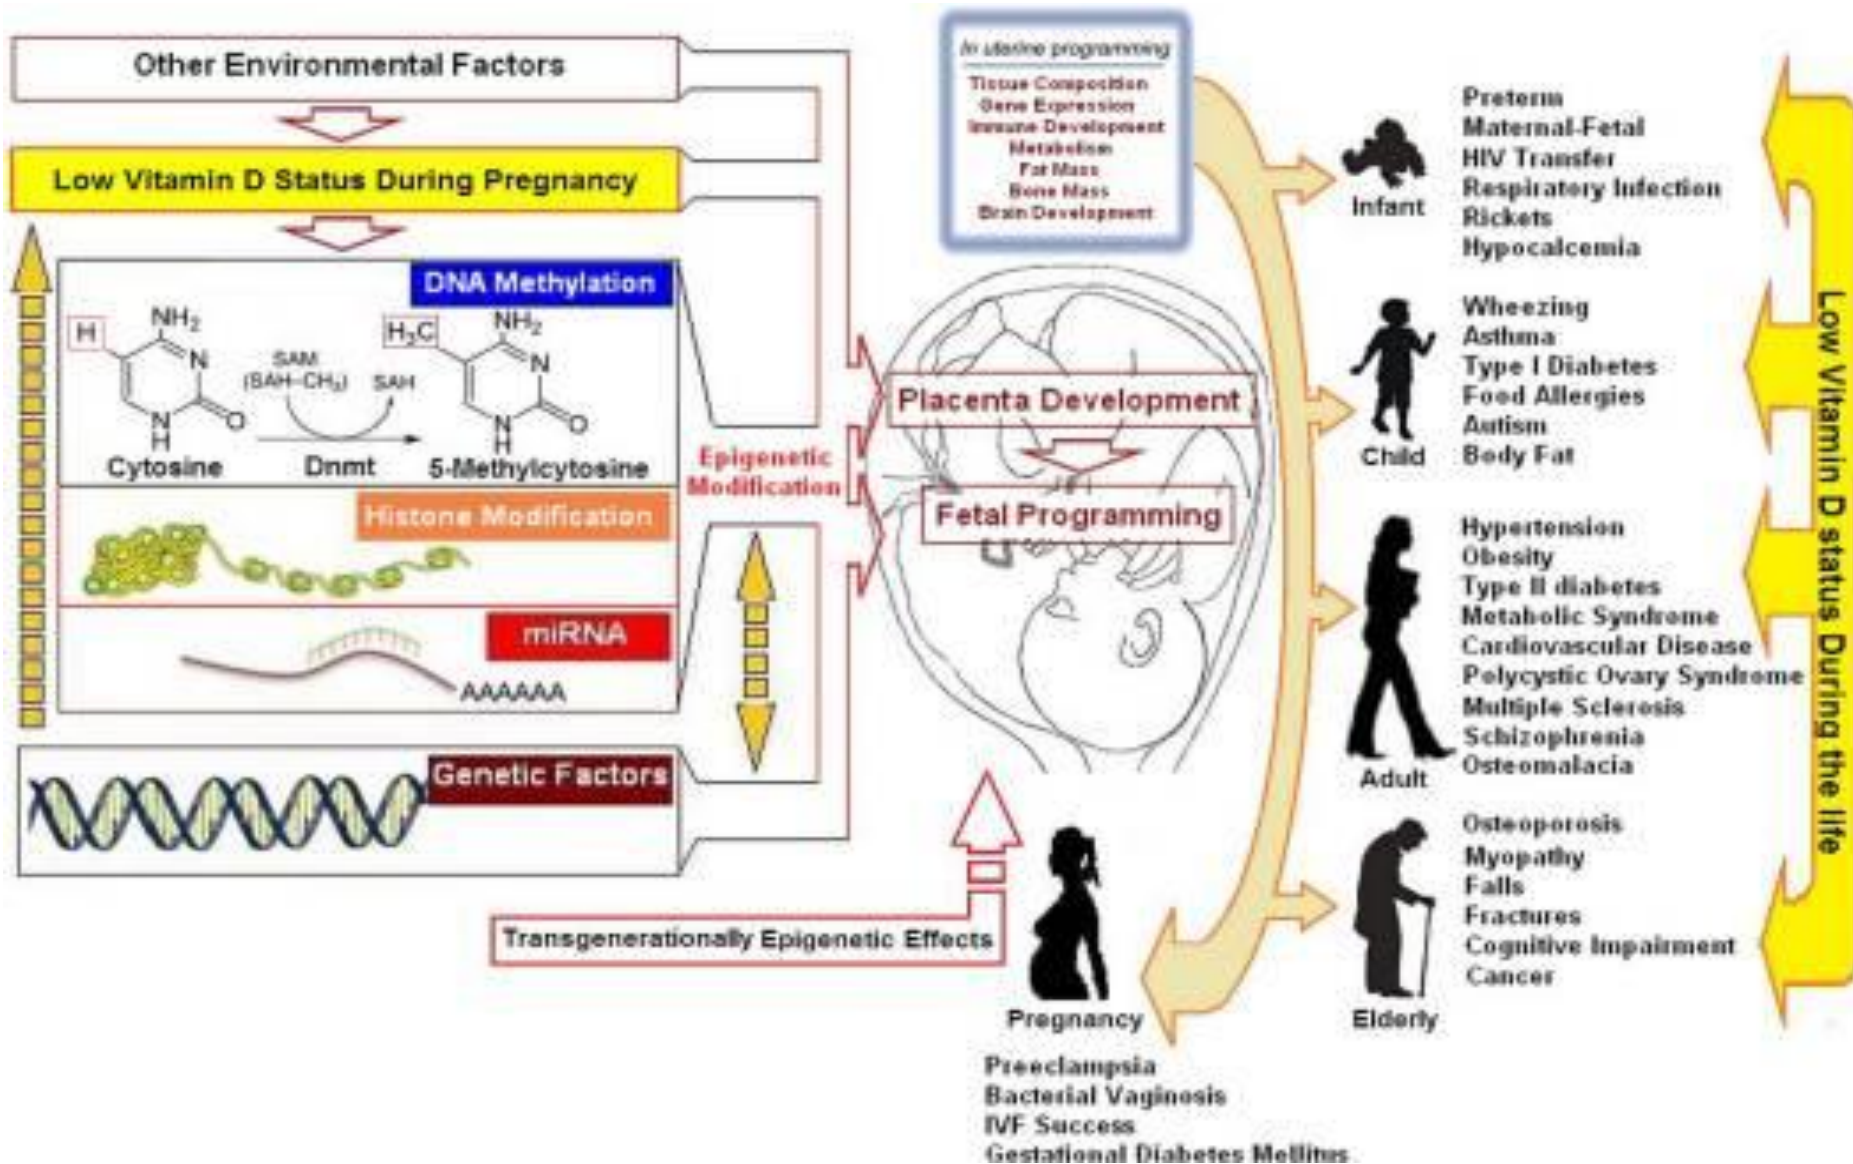 Other Environmental Factors
Low Vitamin D Status During Pregnancy
DNA Methylation
H
NH2
N
N
H
O
Cytosine
SAM
(SAH-CH3)
SAH
Dnmt
H3C
NH2
N
N
H
O
5-Methylcytosine
Histone Modification
miRNA
AAAAAA
Genetic Factors
Epigenetic
Modification
In uterine programming
Tissue Composition
Gene Expression
Immune Development
Metabolism
Fat Mass
Bone Mass
Brain Development
Placenta Development
Fetal Programming
Transgenerationally Epigenetic Effects
Pregnancy
Preeclampsia
Bacterial Vaginosis
IVF Success
Gestational Diabetes Mellitus
Infant
Preterm
Maternal-Fetal
HIV Transfer
Respiratory Infection
Rickets
Hypocalcemia
Child
Wheezing
Asthma
Type I Diabetes
Food Allergies
Autism
Body Fat
Adult
Hypertension
Obesity
Type II diabetes
Metabolic Syndrome
Cardiovascular Disease
Polycystic Ovary Syndrome
Multiple Sclerosis
Schizophrenia
Osteomalacia
Elderly
Osteoporosis
Myopathy
Falls
Fractures
Cognitive Impairment
Cancer
Low Vitamin D status During the life